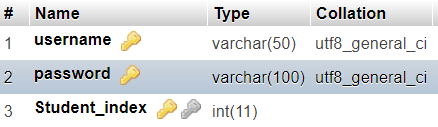 # Name Type Collation
1 username varchar(50) utf8_general_ci
2 password varchar(100) utf8_general_ci
3 Student_index int(11)